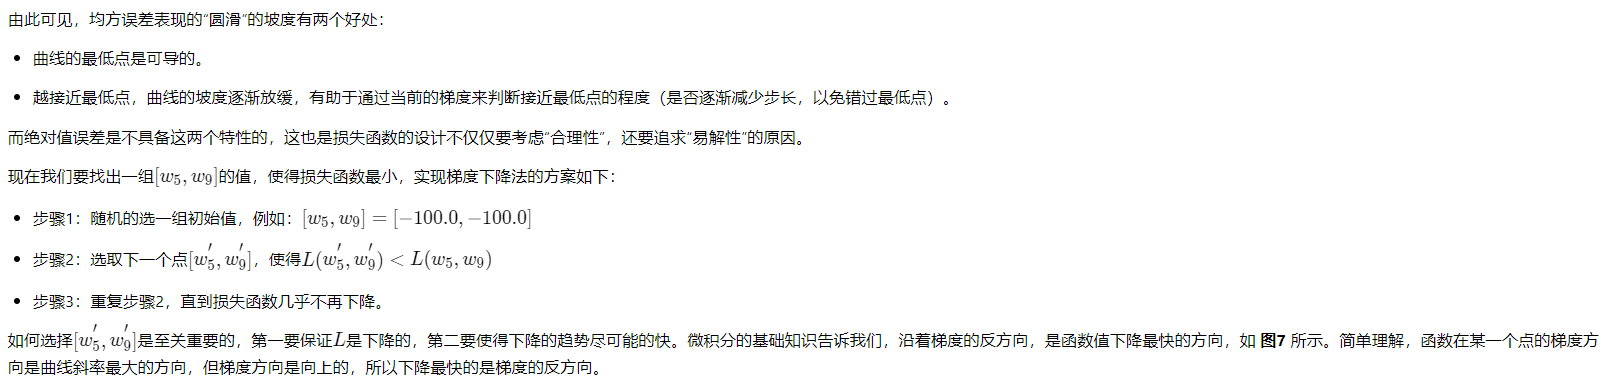 由此可见，均方误差表现的“圆滑”的坡度有两个好处：
• 曲线的最低点是可导的。
• 越接近最低点，曲线的坡度逐渐放缓，有助于通过当前的梯度来判断接近最低点的程度（是否逐渐减少步长，以免错过最低点）。
而绝对值误差是不具备这两个特性的，这也是损失函数的设计不仅仅要考虑“合理性”，还要追求“易解性”的原因。
现在我们要找出一组[w₅, w₉]的值，使得损失函数最小，实现梯度下降法的方案如下：
• 步骤1：随机的选一组初始值，例如：[w₅, w₉] = [−100.0, −100.0]
• 步骤2：选取下一个点[w₅′, w₉′]，使得L(w₅′, w₉′) < L(w₅, w₉)
• 步骤3：重复步骤2，直到损失函数几乎不再下降。
如何选择[w₅′, w₉′]是至关重要的，第一要保证L是下降的，第二要使得下降的趋势尽可能的快。微积分的基础知识告诉我们，沿着梯度的反方向，是函数值下降最快的方向，如 图7 所示。简单理解，函数在某一个点的梯度方
向是曲线斜率最大的方向，但梯度方向是向上的，所以下降最快的是梯度的反方向。